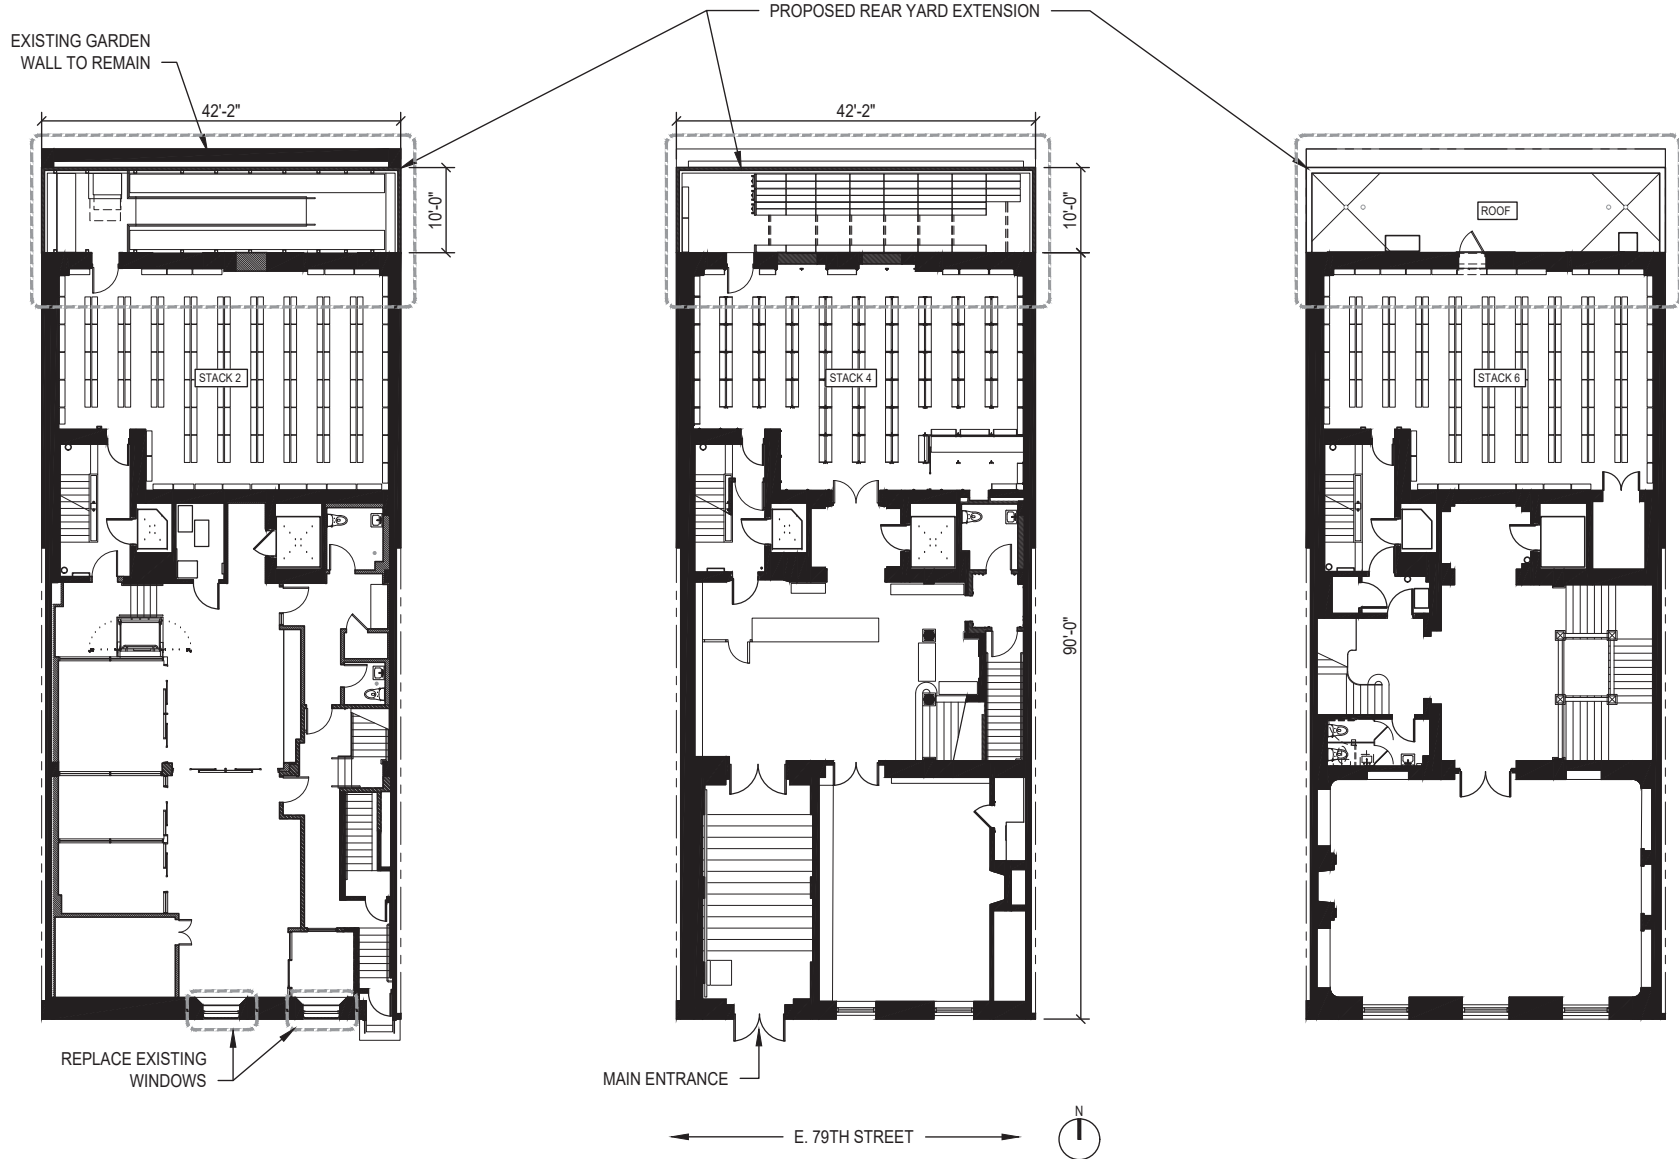 PROPOSED REAR YARD EXTENSION
EXISTING GARDEN
WALL TO REMAIN
42'-2"
42'-2"
10'-0"
10'-0"
ROOF
STACK 2
STACK 4
STACK 6
90'-0"
REPLACE EXISTING
WINDOWS
MAIN ENTRANCE
N
E. 79TH STREET